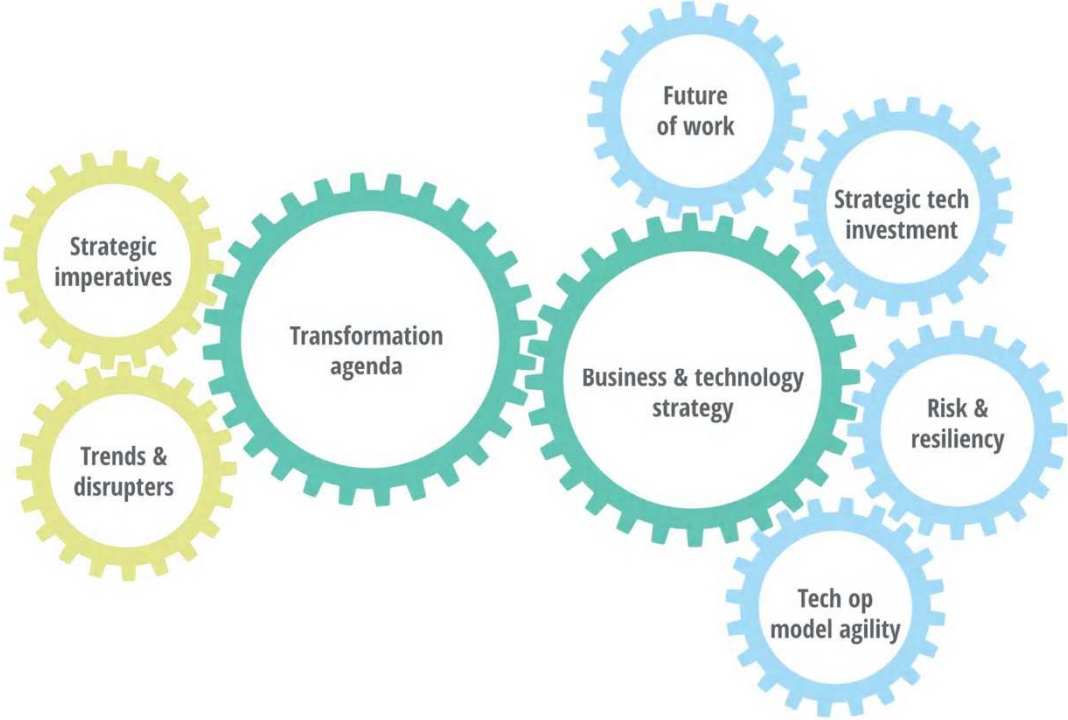 Strategic
imperatives
Trends &
disrupters
Transformation
agenda
Business & technology
strategy
Future
of work
Strategic tech
investment
Risk &
resiliency
Tech op
model agility